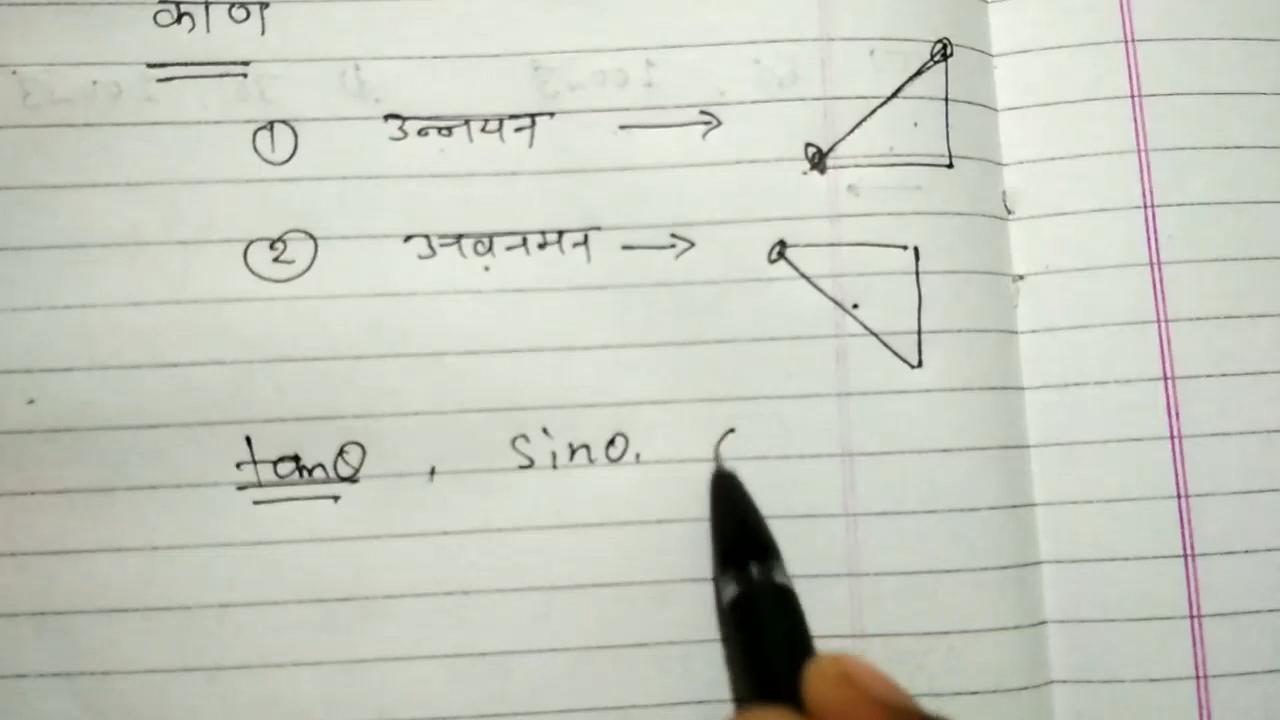 कोण
① उन्नयन →
② अवनमन →
tanθ, sinθ, (